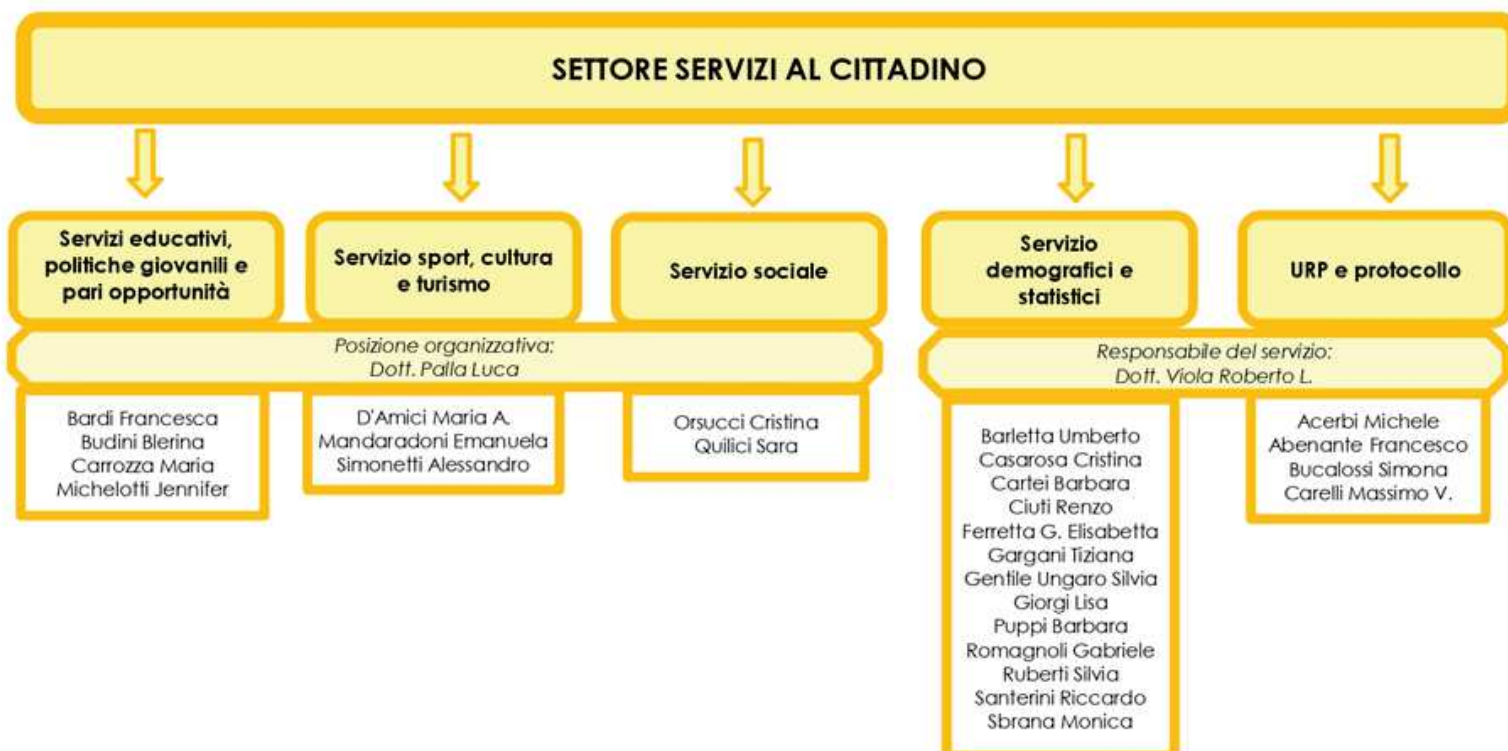 SETTORE SERVIZI AL CITTADINO
Servizi educativi,
politiche giovanili e
pari opportunità
Servizio sport, cultura
e turismo
Servizio sociale
Posizione organizzativa:
Dott. Palla Luca
Bardi Francesca
Budini Blerina
Carrozza Maria
Michelotti Jennifer
D'Amici Maria A.
Mandaradoni Emanuela
Simonetti Alessandro
Orsucci Cristina
Quilici Sara
Servizio
demografici e
statistici
URP e protocollo
Responsabile del servizio:
Dott. Viola Roberto L.
Barletta Umberto
Casarosa Cristina
Cartei Barbara
Ciuti Renzo
Ferretta G. Elisabetta
Gargani Tiziana
Gentile Ungaro Silvia
Giorgi Lisa
Puppi Barbara
Romagnoli Gabriele
Ruberti Silvia
Santerini Riccardo
Sbrana Monica
Acerbi Michele
Abenante Francesco
Bucalossi Simona
Carelli Massimo V.